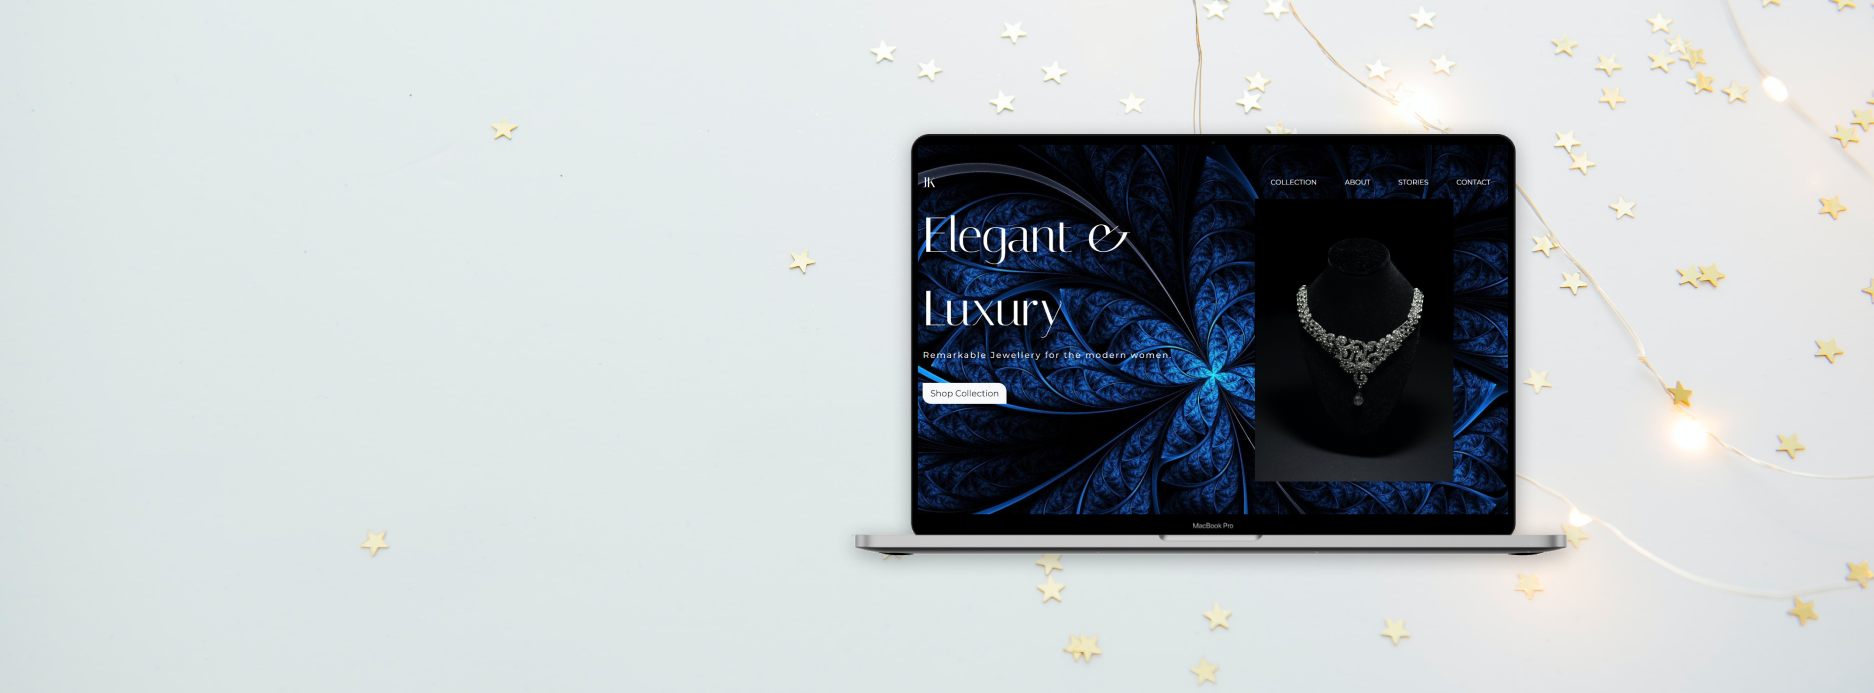 IK
COLLECTION ABOUT STORIES CONTACT
Elegant &
Luxury
Remarkable Jewellery for the modern women.
Shop Collection
MacBook Pro